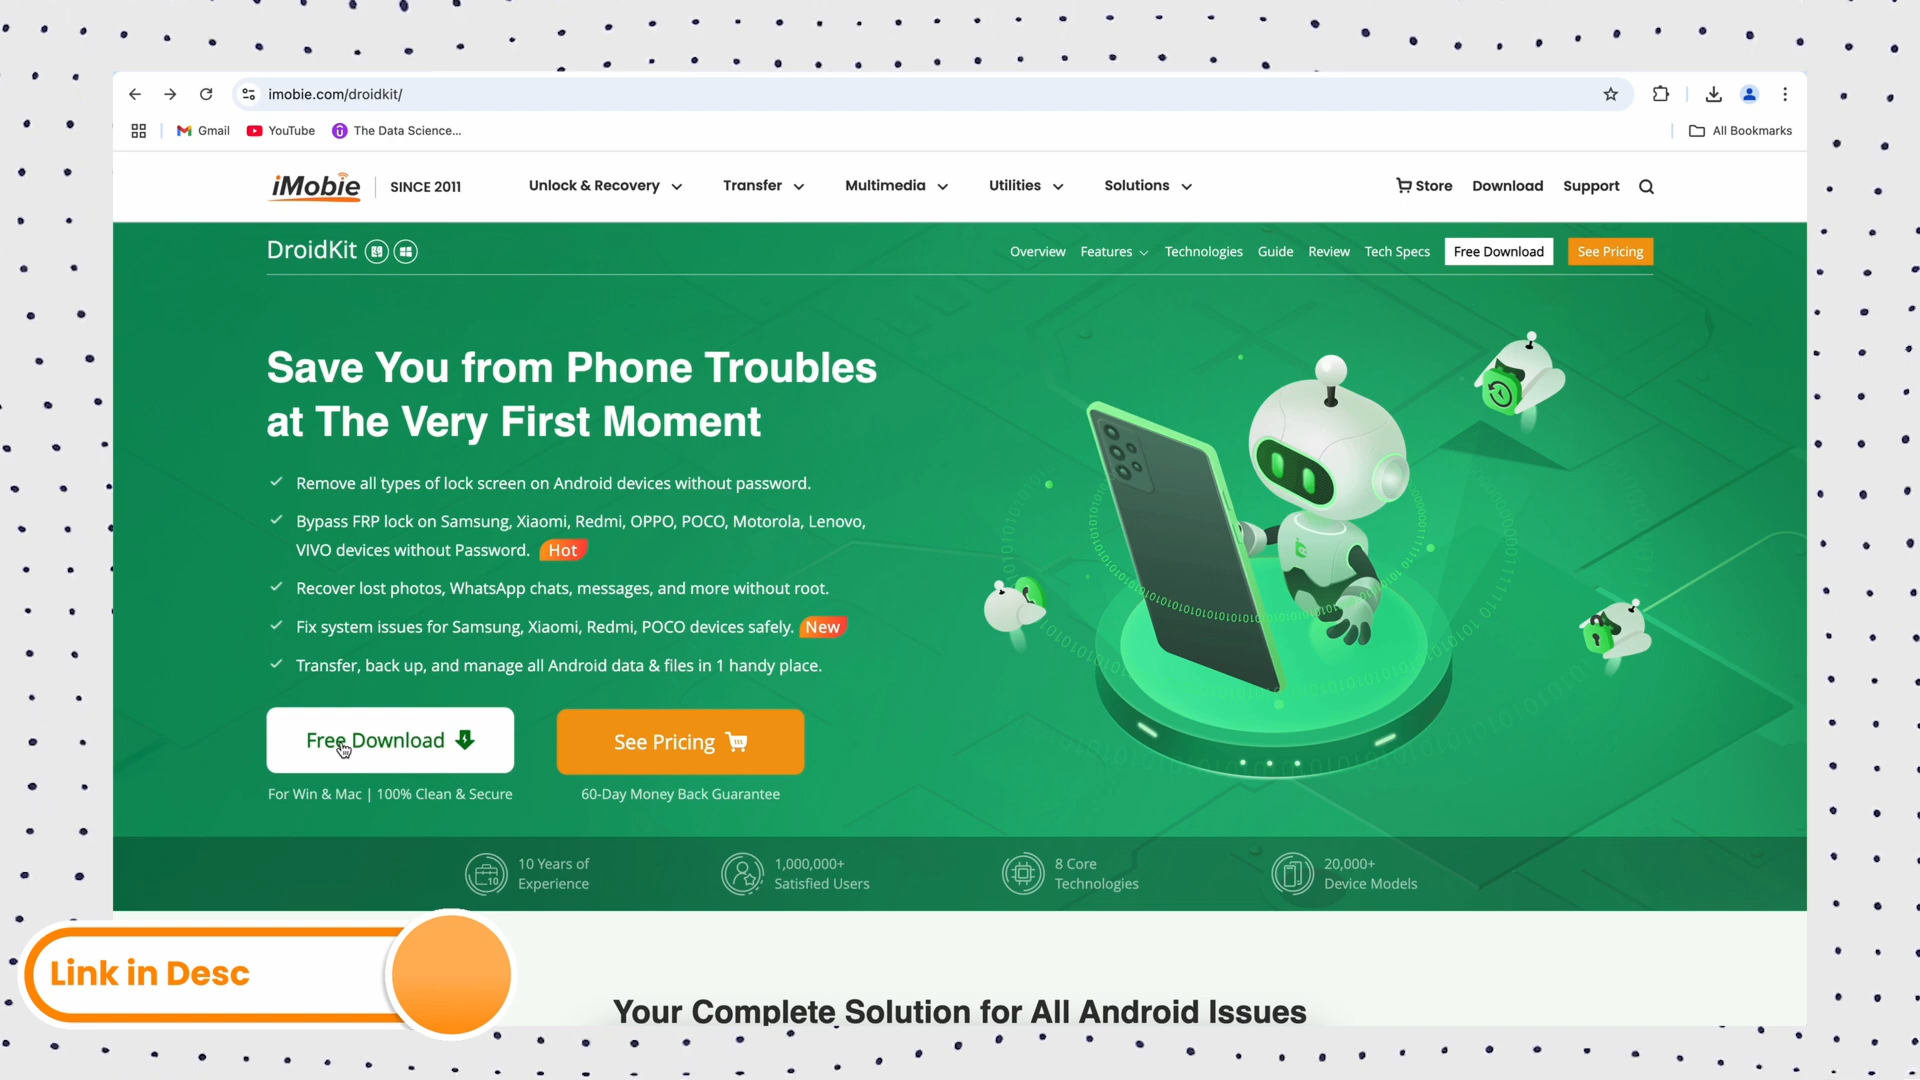 imobie.com/droidkit/
Gmail YouTube The Data Science... All Bookmarks
iMobie SINCE 2011 Unlock & Recovery Transfer Multimedia Utilities Solutions Store Download Support
DroidKit Overview Features Technologies Guide Review Tech Specs Free Download See Pricing
Save You from Phone Troubles
at The Very First Moment
Remove all types of lock screen on Android devices without password.
Bypass FRP lock on Samsung, Xiaomi, Redmi, OPPO, POCO, Motorola, Lenovo,
VIVO devices without Password. Hot
Recover lost photos, WhatsApp chats, messages, and more without root.
Fix system issues for Samsung, Xiaomi, Redmi, POCO devices safely. New
Transfer, back up, and manage all Android data & files in 1 handy place.
Free Download See Pricing
For Win & Mac | 100% Clean & Secure 60-Day Money Back Guarantee
10 Years of
Experience
1,000,000+
Satisfied Users
8 Core
Technologies
20,000+
Device Models
Link in Desc
Your Complete Solution for All Android Issues